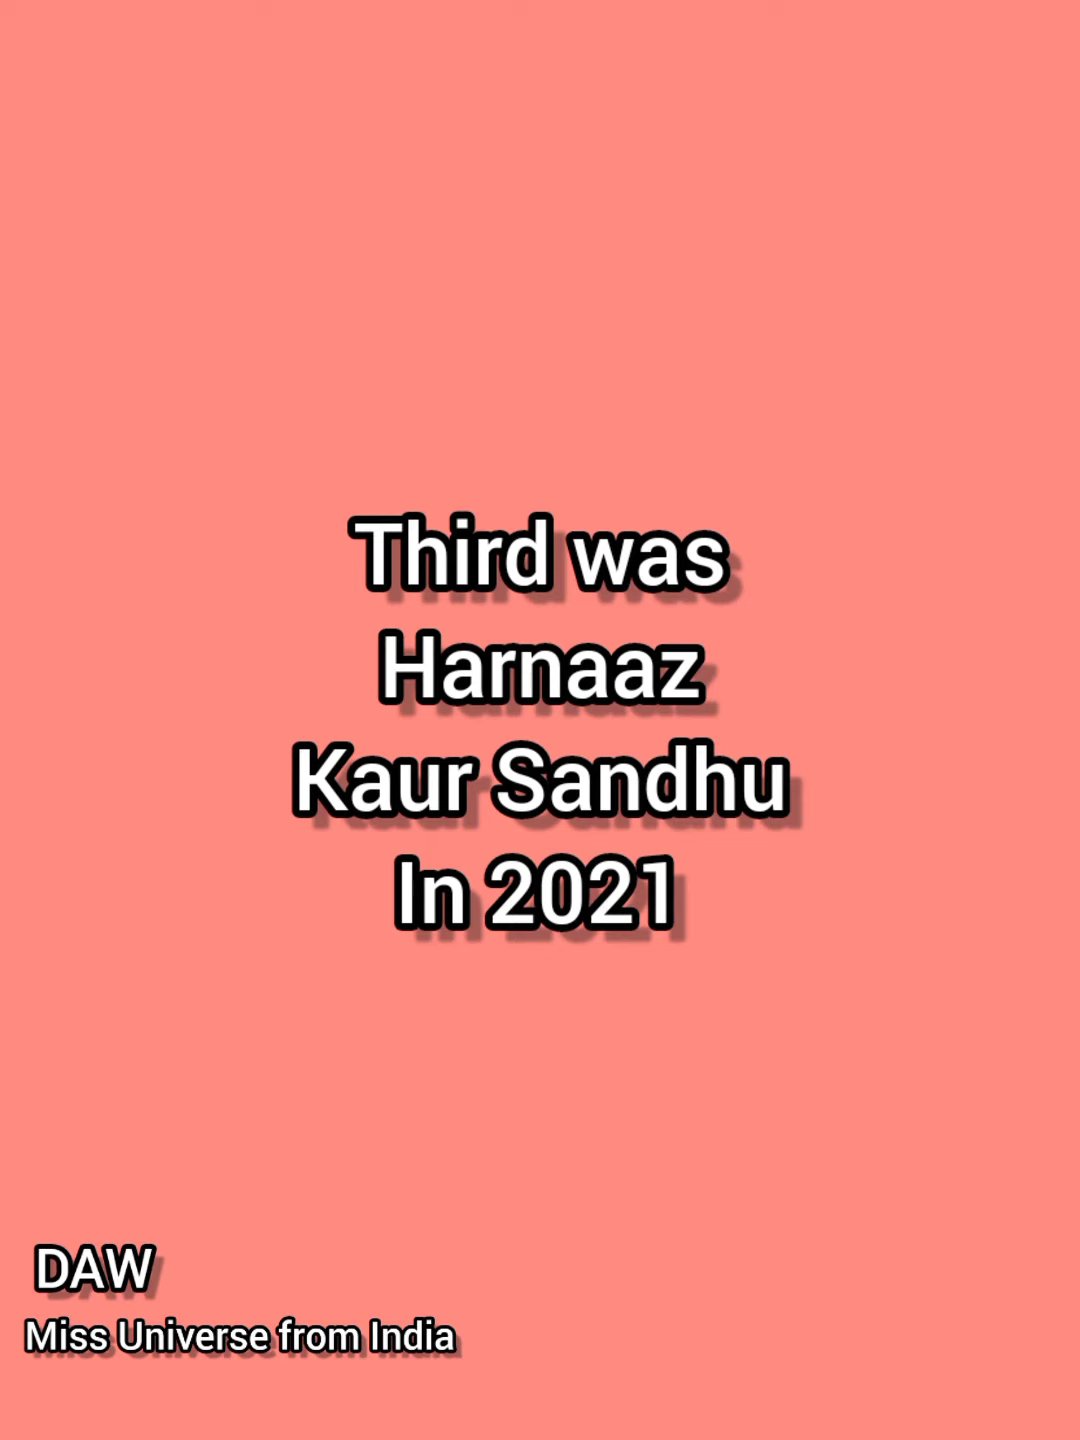 Third was
Harnaaz
Kaur Sandhu
In 2021
DAW
Miss Universe from India